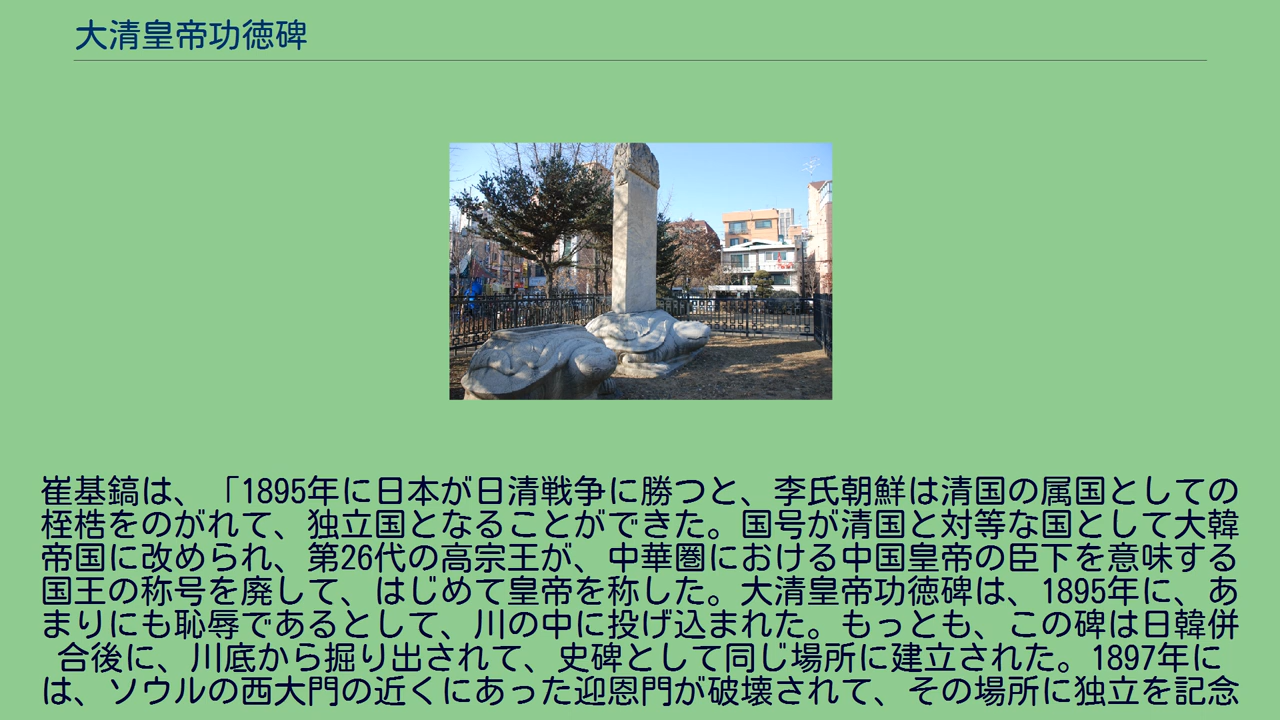 大清皇帝功徳碑
崔基鎬は、「1895年に日本が日清戦争に勝つと、李氏朝鮮は清国の属国としての
桎梏をのがれて、独立国となることができた。国号が清国と対等な国として大韓
帝国に改められ、第26代の高宗王が、中華圏における中国皇帝の臣下を意味する
国王の称号を廃して、はじめて皇帝を称した。大清皇帝功徳碑は、1895年に、あ
まりにも恥辱であるとして、川の中に投げ込まれた。もっとも、この碑は日韓併
合後に、川底から掘り出されて、史碑として同じ場所に建立された。1897年に
は、ソウルの西大門の近くにあった迎恩門が破壊されて、その場所に独立を記念